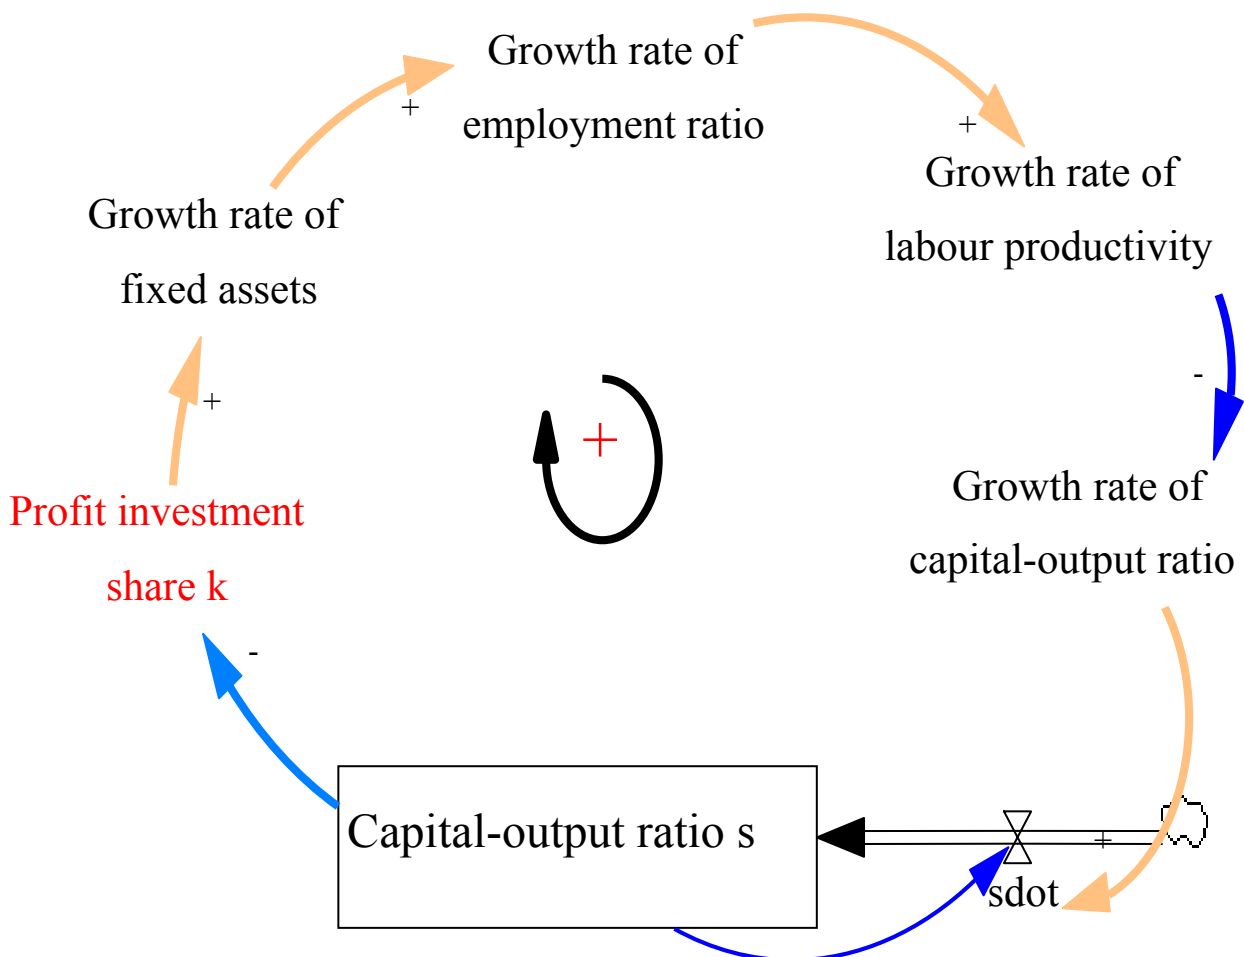 Growth rate of
employment ratio
+
+
Growth rate of
labour productivity
Growth rate of
fixed assets
-
+
+
Profit investment
share k
Growth rate of
capital-output ratio
-
Capital-output ratio s
+
sdot